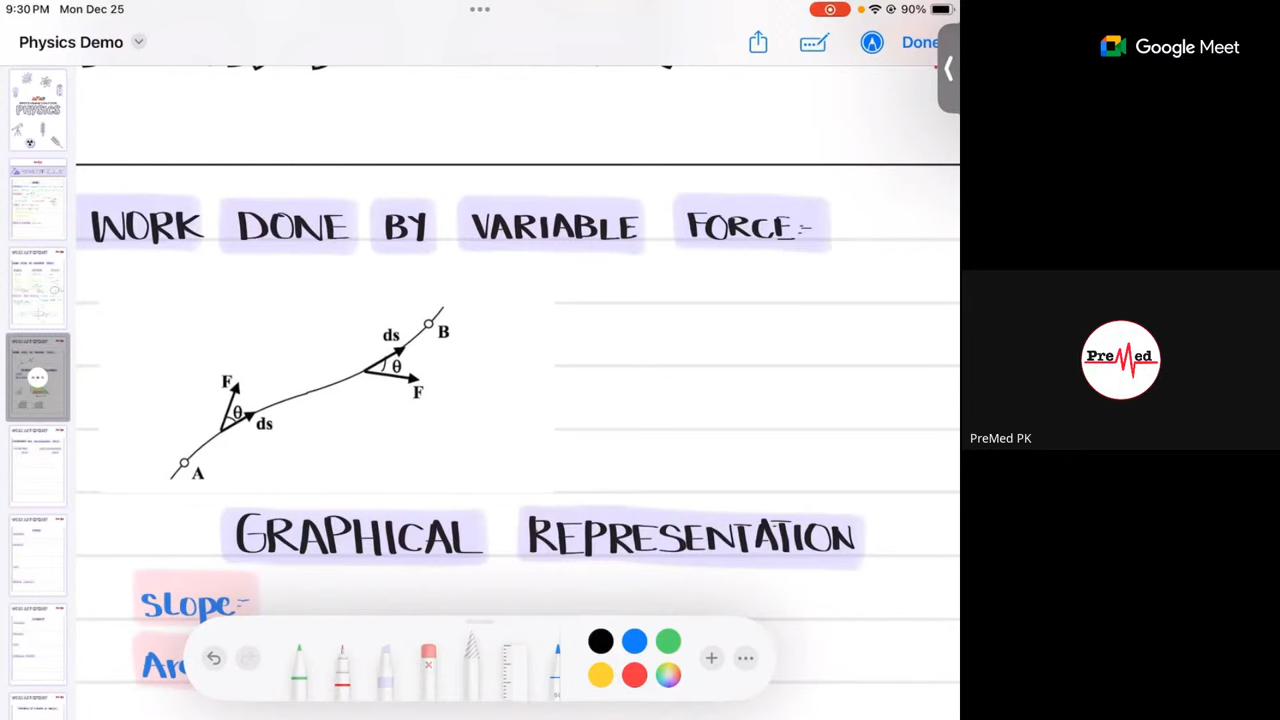 9:30 PM Mon Dec 25
90%
Physics Demo
Done
Google Meet
WORK DONE BY VARIABLE FORCE:-
ds
B
θ
F
F
θ
ds
A
PreMed
PreMed PK
GRAPHICAL REPRESENTATION
Slope:-
PHYSICS